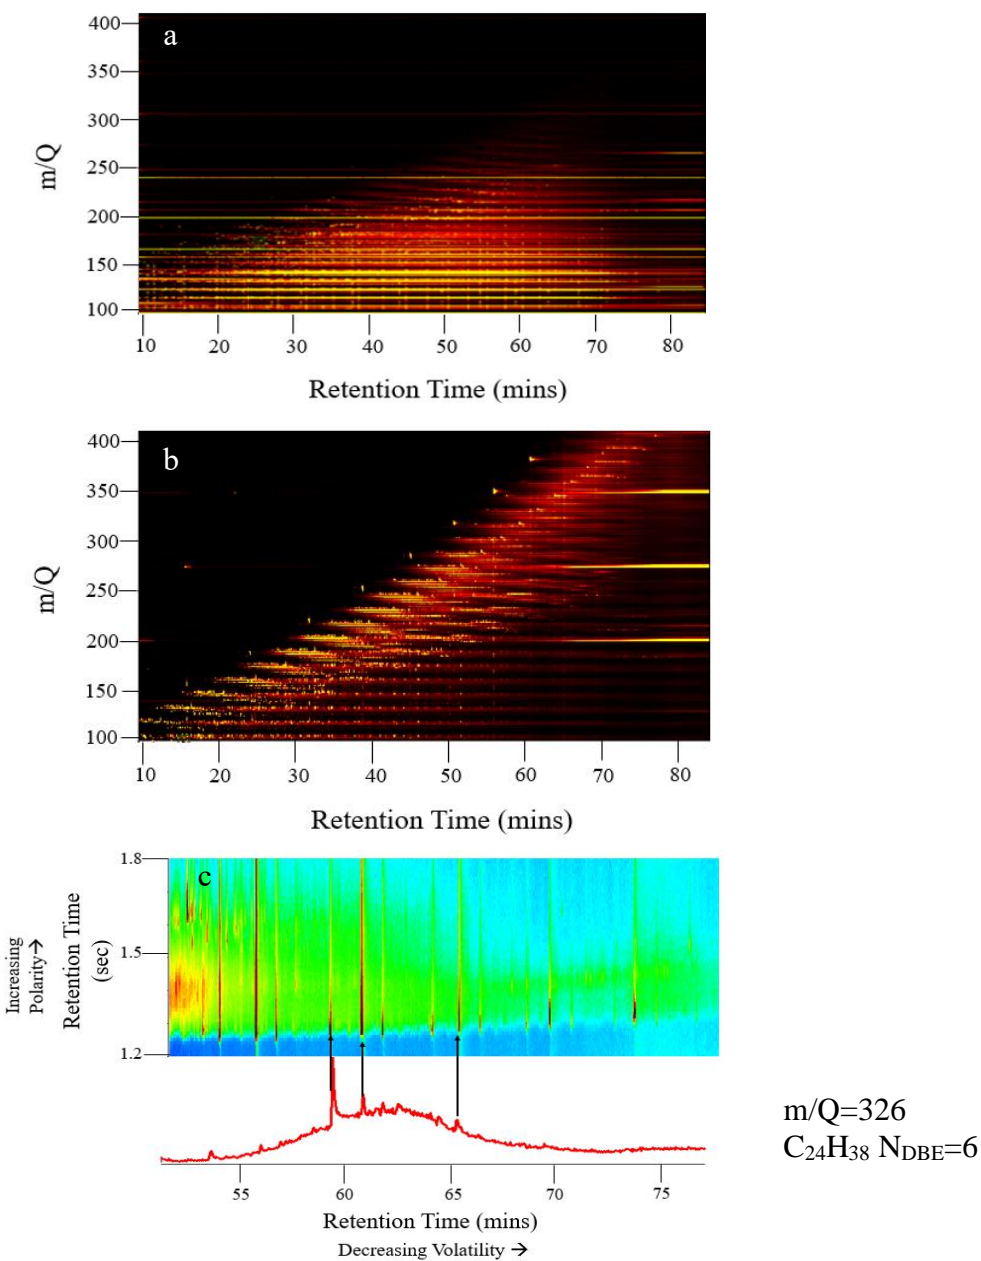 a
400
350
300
250
200
150
100
m/Q
10 20 30 40 50 60 70 80
Retention Time (mins)
b
400
350
300
250
200
150
100
m/Q
10 20 30 40 50 60 70 80
Retention Time (mins)
c
1.8
1.5
1.2
Increasing
Polarity→
Retention Time
(sec)
m/Q=326
C₂₄H₃₈ N_DBE=6
55 60 65 70 75
Retention Time (mins)
Decreasing Volatility →